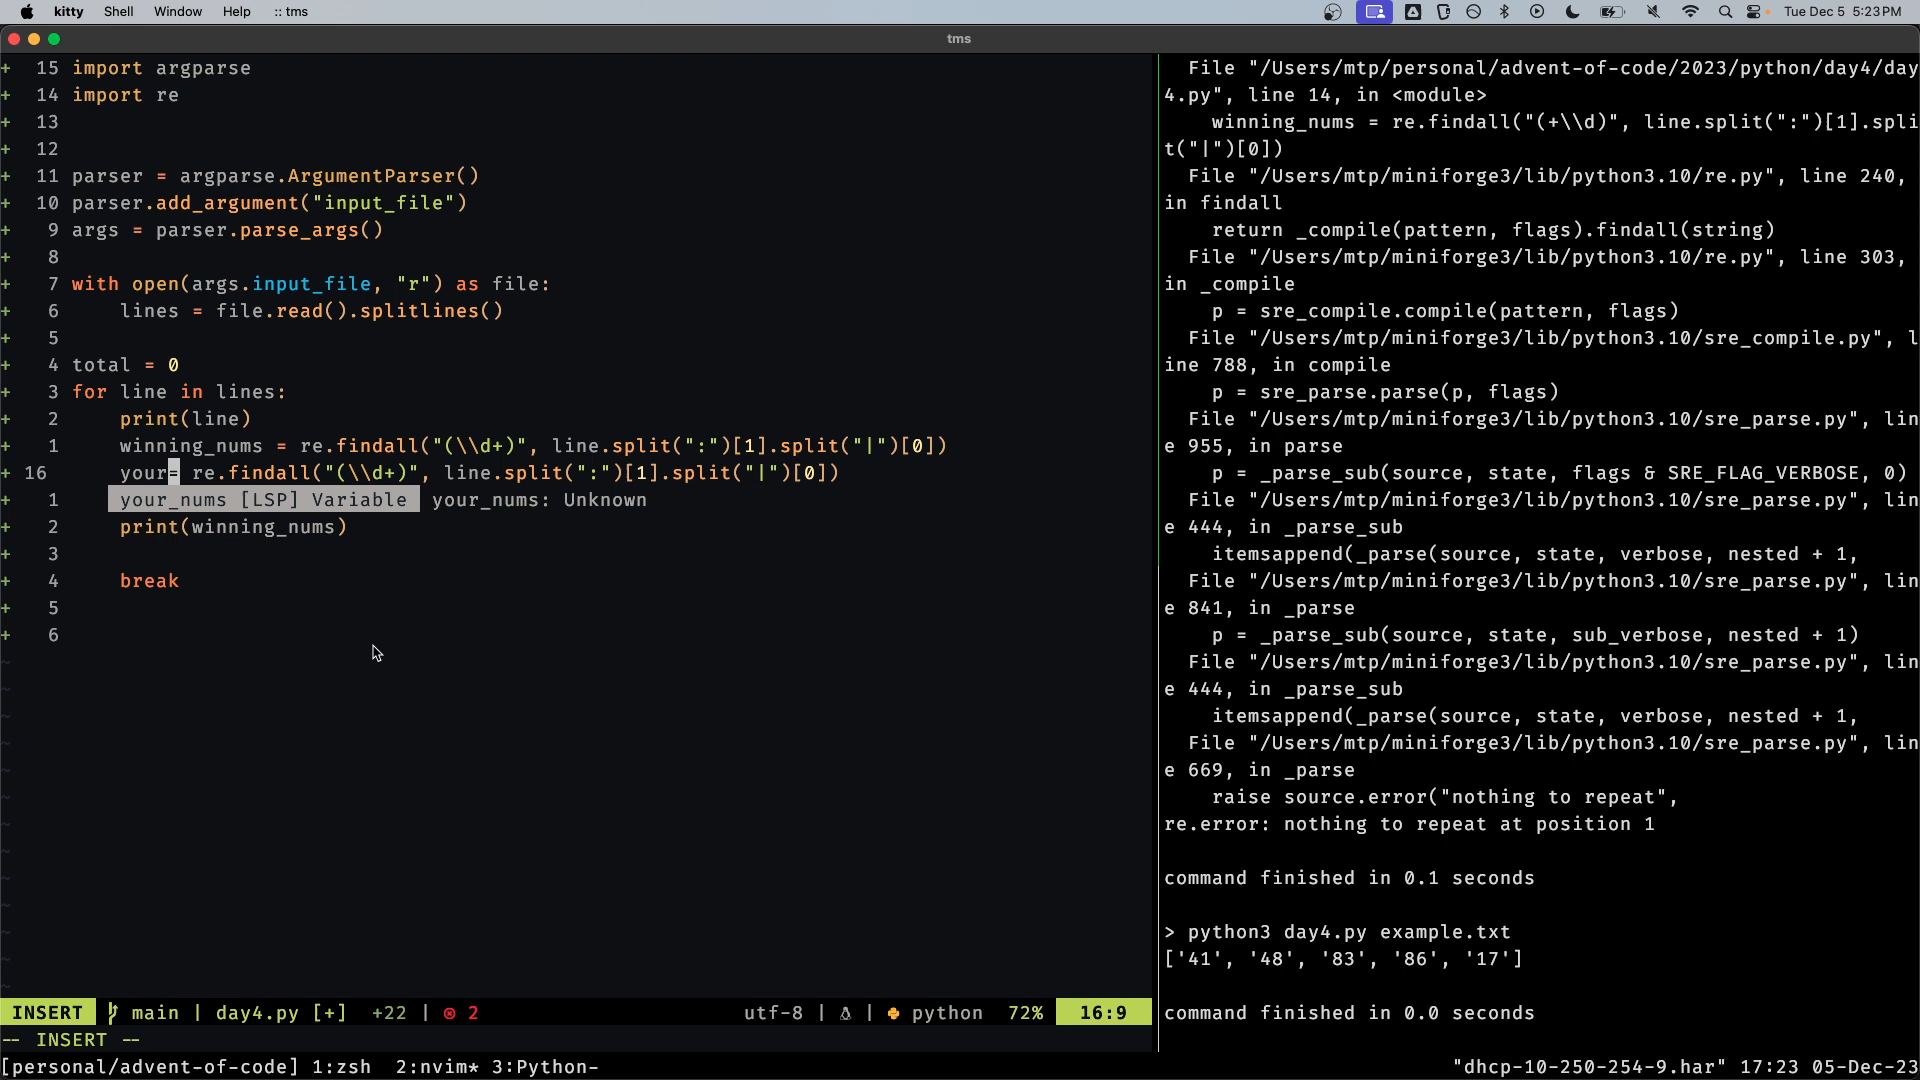 kitty Shell Window Help :: tms Tue Dec 5 5:23 PM
tms
+ 15 import argparse
+ 14 import re
+ 13
+ 12
+ 11 parser = argparse.ArgumentParser()
+ 10 parser.add_argument("input_file")
+ 9 args = parser.parse_args()
+ 8
+ 7 with open(args.input_file, "r") as file:
+ 6     lines = file.read().splitlines()
+ 5
+ 4 total = 0
+ 3 for line in lines:
+ 2     print(line)
+ 1     winning_nums = re.findall("(\\d+)", line.split(":")[1].split("|")[0])
+ 16     your= re.findall("(\\d+)", line.split(":")[1].split("|")[0])
+ 1     your_nums [LSP] Variable your_nums: Unknown
+ 2     print(winning_nums)
+ 3
+ 4     break
+ 5
+ 6
~
~
~
~
~
~
~
~
~
~
~
~
~
INSERT main | day4.py [+] +22 | 2 utf-8 | | python 72% 16:9
-- INSERT --
File "/Users/mtp/personal/advent-of-code/2023/python/day4/day
4.py", line 14, in <module>
winning_nums = re.findall("(+\\d)", line.split(":")[1].spli
t("|")[0])
File "/Users/mtp/miniforge3/lib/python3.10/re.py", line 240,
in findall
return _compile(pattern, flags).findall(string)
File "/Users/mtp/miniforge3/lib/python3.10/re.py", line 303,
in _compile
p = sre_compile.compile(pattern, flags)
File "/Users/mtp/miniforge3/lib/python3.10/sre_compile.py", l
ine 788, in compile
p = sre_parse.parse(p, flags)
File "/Users/mtp/miniforge3/lib/python3.10/sre_parse.py", lin
e 955, in parse
p = _parse_sub(source, state, flags & SRE_FLAG_VERBOSE, 0)
File "/Users/mtp/miniforge3/lib/python3.10/sre_parse.py", lin
e 444, in _parse_sub
itemsappend(_parse(source, state, verbose, nested + 1,
File "/Users/mtp/miniforge3/lib/python3.10/sre_parse.py", lin
e 841, in _parse
p = _parse_sub(source, state, sub_verbose, nested + 1)
File "/Users/mtp/miniforge3/lib/python3.10/sre_parse.py", lin
e 444, in _parse_sub
itemsappend(_parse(source, state, verbose, nested + 1,
File "/Users/mtp/miniforge3/lib/python3.10/sre_parse.py", lin
e 669, in _parse
raise source.error("nothing to repeat",
re.error: nothing to repeat at position 1
command finished in 0.1 seconds
> python3 day4.py example.txt
['41', '48', '83', '86', '17']
command finished in 0.0 seconds
[personal/advent-of-code] 1:zsh 2:nvim* 3:Python- "dhcp-10-250-254-9.har" 17:23 05-Dec-23